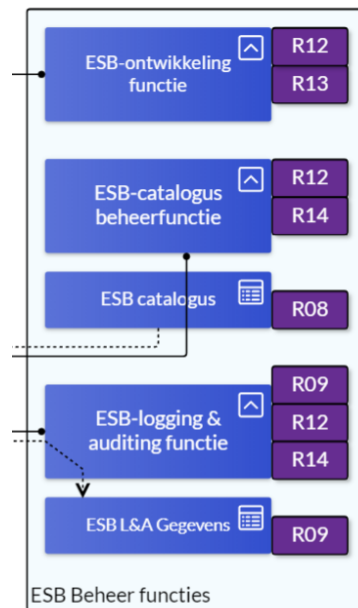 ESB-ontwikkeling
functie
R12
R13
ESB-catalogus
beheerfunctie
R12
R14
ESB catalogus
R08
ESB-logging &
auditing functie
R09
R12
R14
ESB L&A Gegevens
R09
ESB Beheer functies